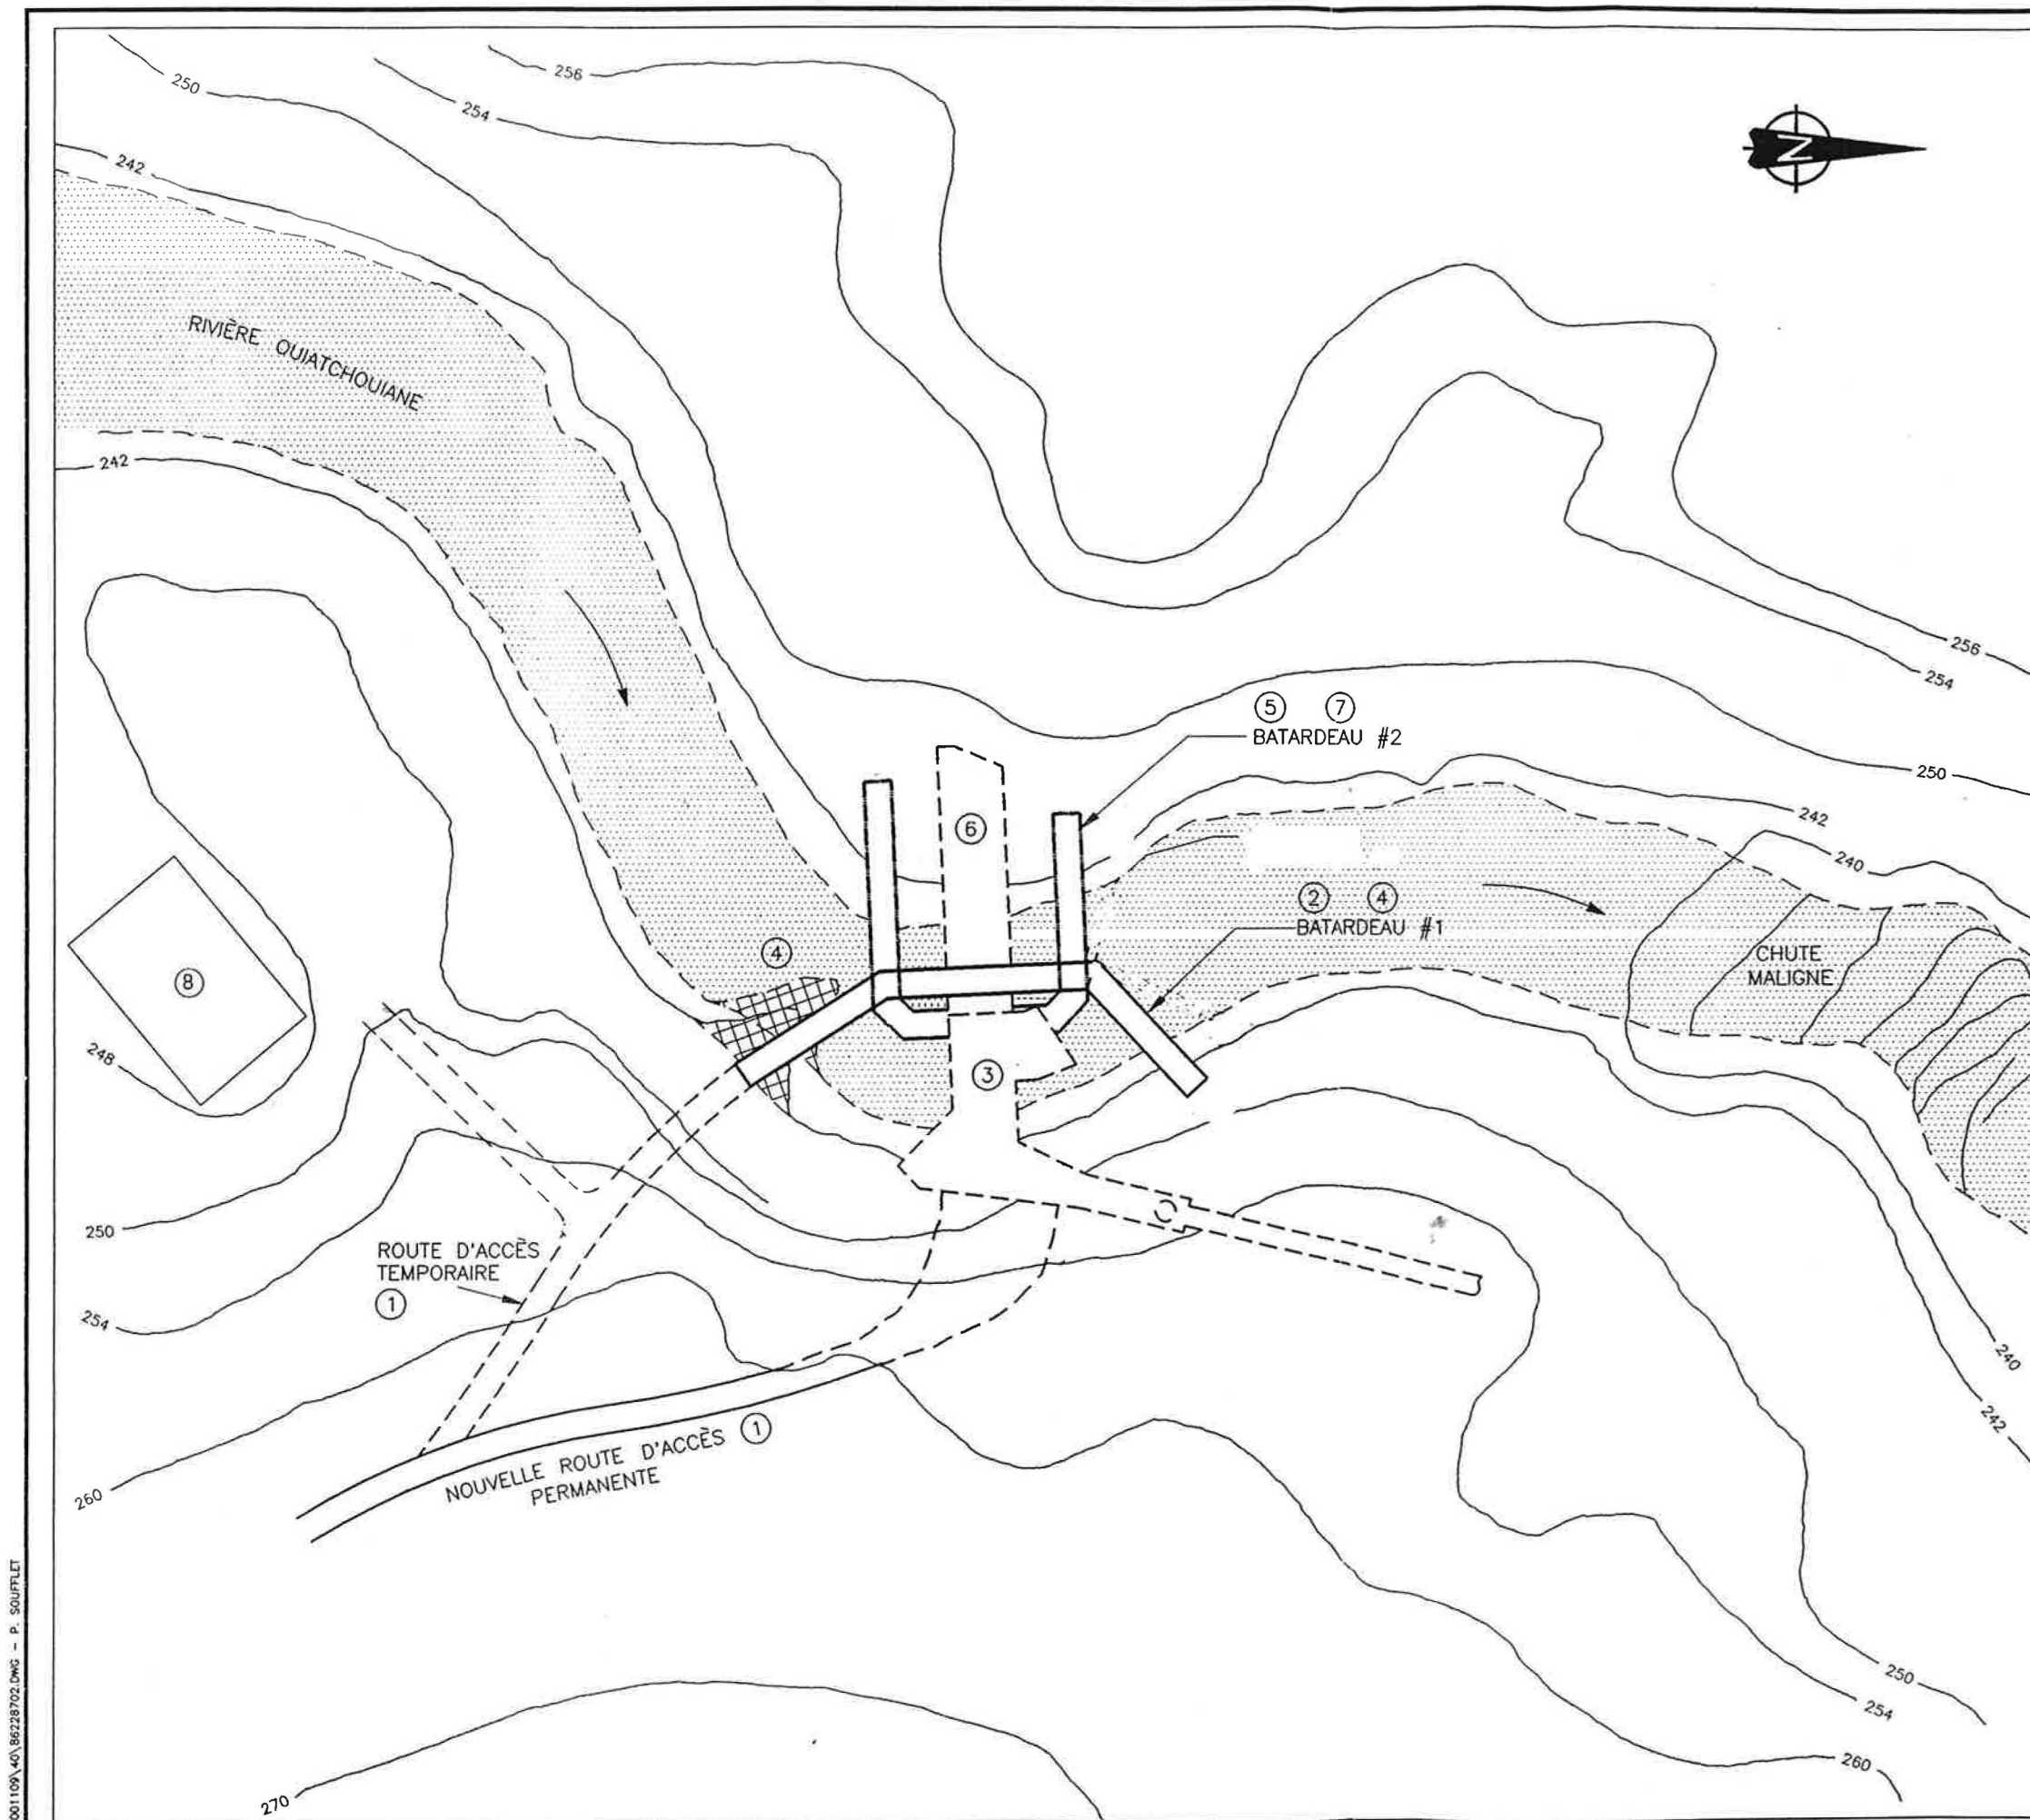 256
250
254
242
N
RIVIÈRE OUIATCHOUIANE
242
256
254
5 7
BATARDEAU #2
250
242
6
240
2 4
BATARDEAU #1
4
CHUTE
MALIGNE
8
248
3
250
ROUTE D'ACCÈS
TEMPORAIRE
1
254
240
242
NOUVELLE ROUTE D'ACCÈS 1
PERMANENTE
260
250
254
260
270
001109\40\86228702.DWG - P. SOUFFLET